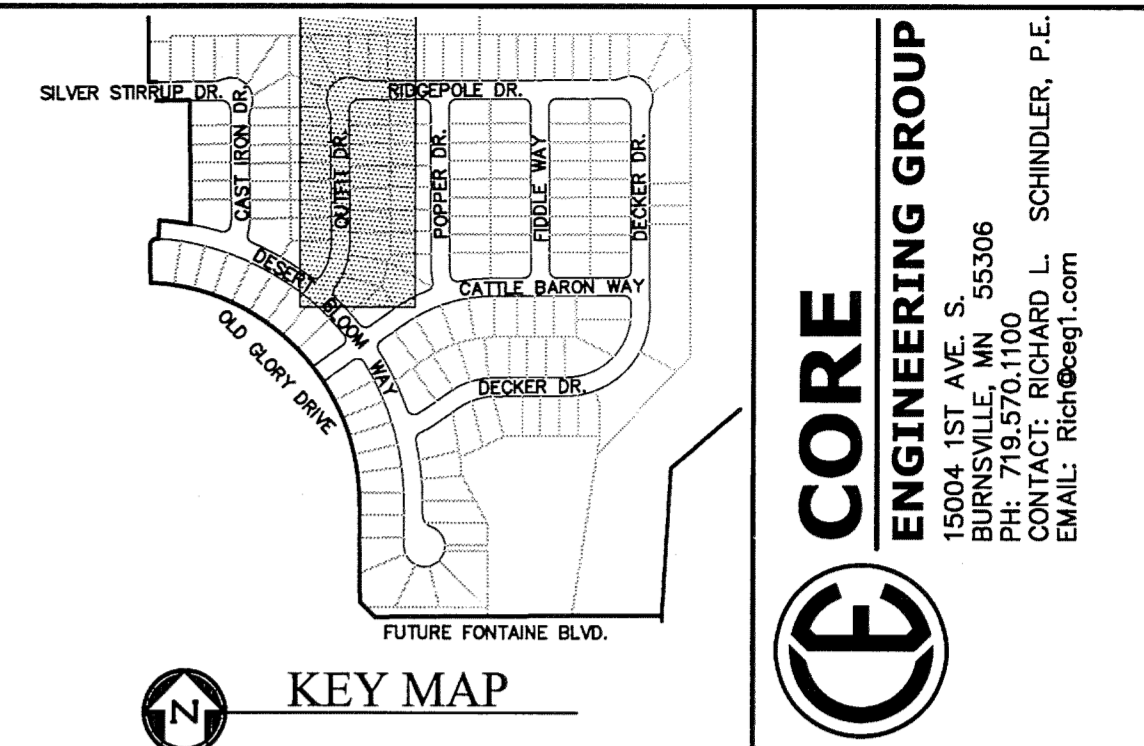 SILVER STIRRUP DR.
CAST IRON DR.
OUTFIT DR.
RIDGEPOLE DR.
POPPER DR.
FIDDLE WAY
DECKER DR.
DESERT BLOOM WAY
CATTLE BARON WAY
OLD GLORY DRIVE
DECKER DR.
FUTURE FONTAINE BLVD.
N
KEY MAP
CORE
ENGINEERING GROUP
15004 1ST AVE. S.
BURNSVILLE, MN 55306
PH: 719.570.1100
CONTACT: RICHARD L. SCHINDLER, P.E.
EMAIL: Rich@ceg1.com